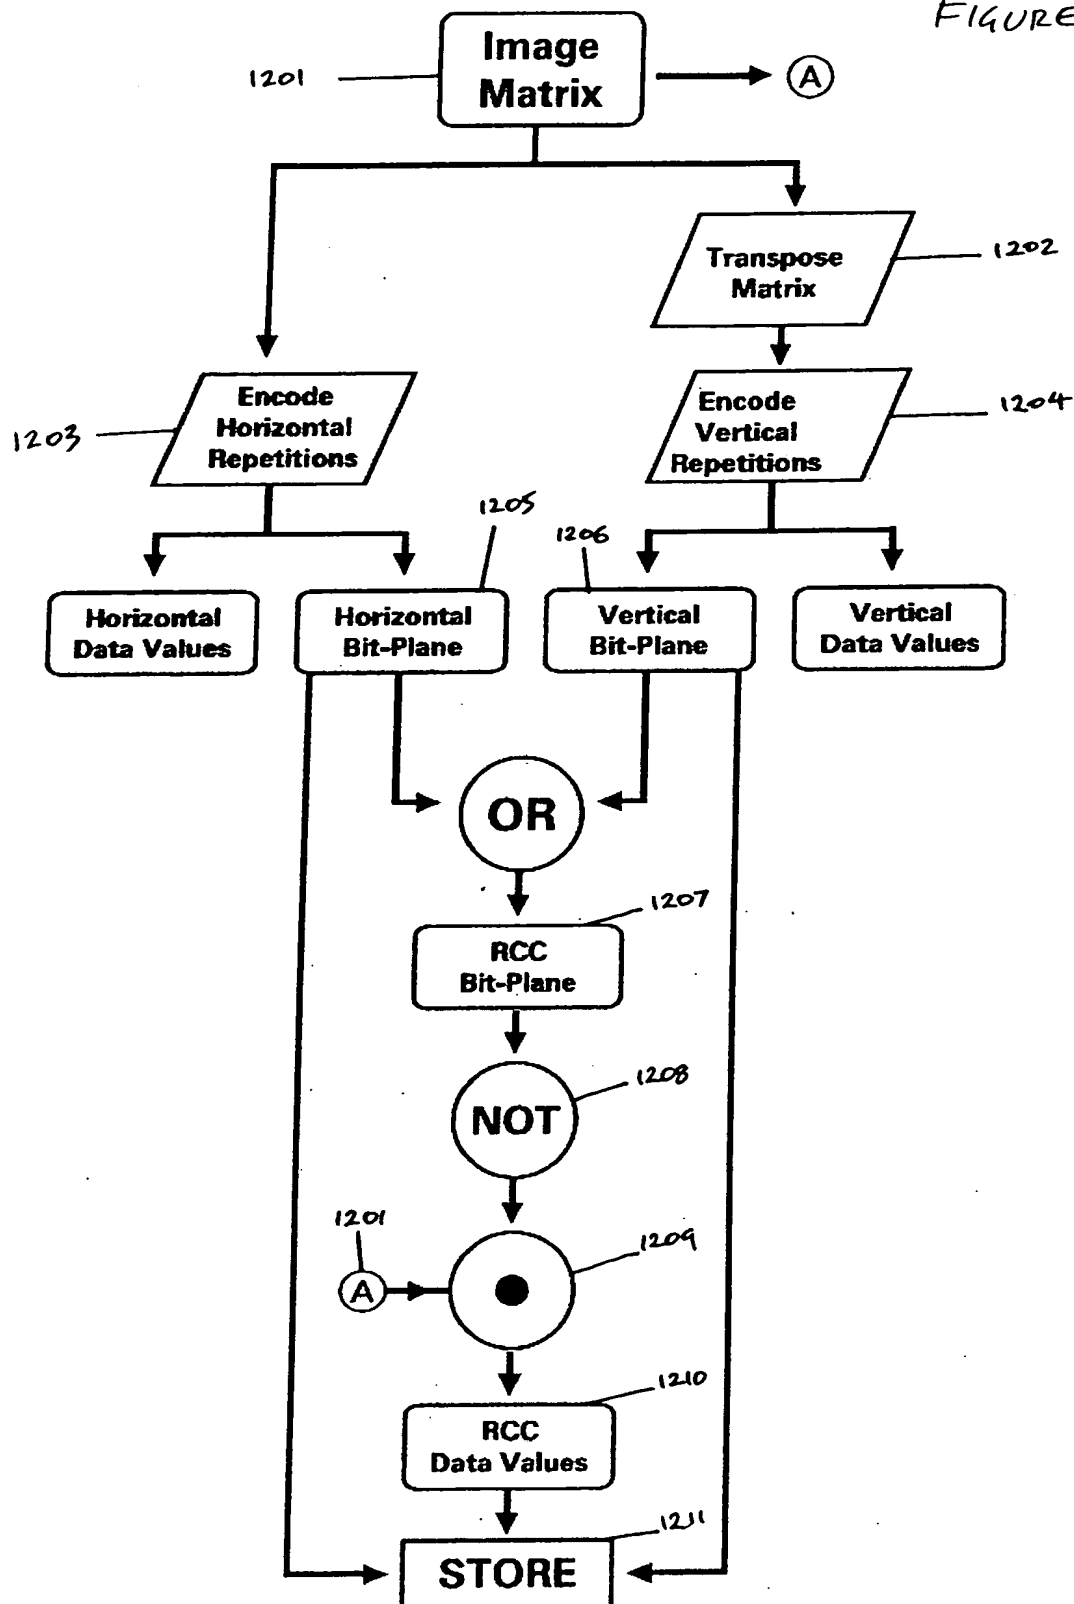 FIGURE
Image
Matrix
1201
A
Transpose
Matrix
1202
Encode
Horizontal
Repetitions
1203
Encode
Vertical
Repetitions
1204
1205
1206
Horizontal
Data Values
Horizontal
Bit-Plane
Vertical
Bit-Plane
Vertical
Data Values
OR
1207
RCC
Bit-Plane
1208
NOT
1201
1209
A
1210
RCC
Data Values
1211
STORE